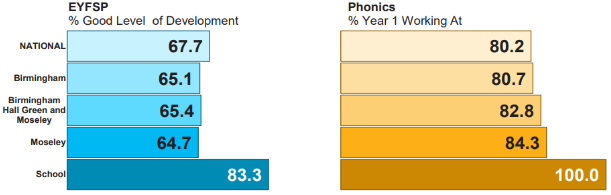 EYFSP
% Good Level of Development
NATIONAL 67.7
Birmingham 65.1
Birmingham
Hall Green and 65.4
Moseley
Moseley 64.7
School 83.3
Phonics
% Year 1 Working At
80.2
80.7
82.8
84.3
100.0